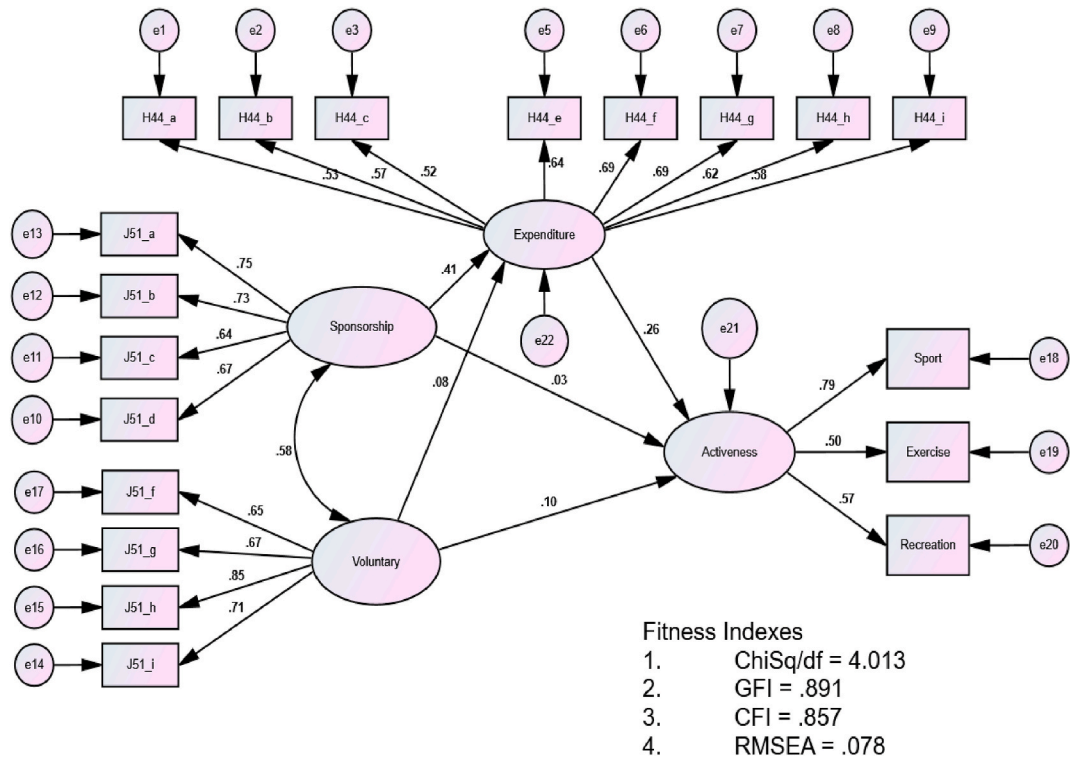 e1 e2 e3 e5 e6 e7 e8 e9
H44_a H44_b H44_c H44_e H44_f H44_g H44_h H44_i
.53 .57 .52 .64 .69 .69 .62 .58
e13 J51_a Expenditure
.75 .41
e12 J51_b .73 Sponsorship e22 .26 e21
e11 J51_c .64 Sport e18
.67 .08 .03 .79
e10 J51_d
.58 Activeness .50 Exercise e19
e17 J51_f .10 .57
.65
e16 J51_g .67 Voluntary Recreation e20
.85
e15 J51_h .71
e14 J51_i
Fitness Indexes
1. ChiSq/df = 4.013
2. GFI = .891
3. CFI = .857
4. RMSEA = .078